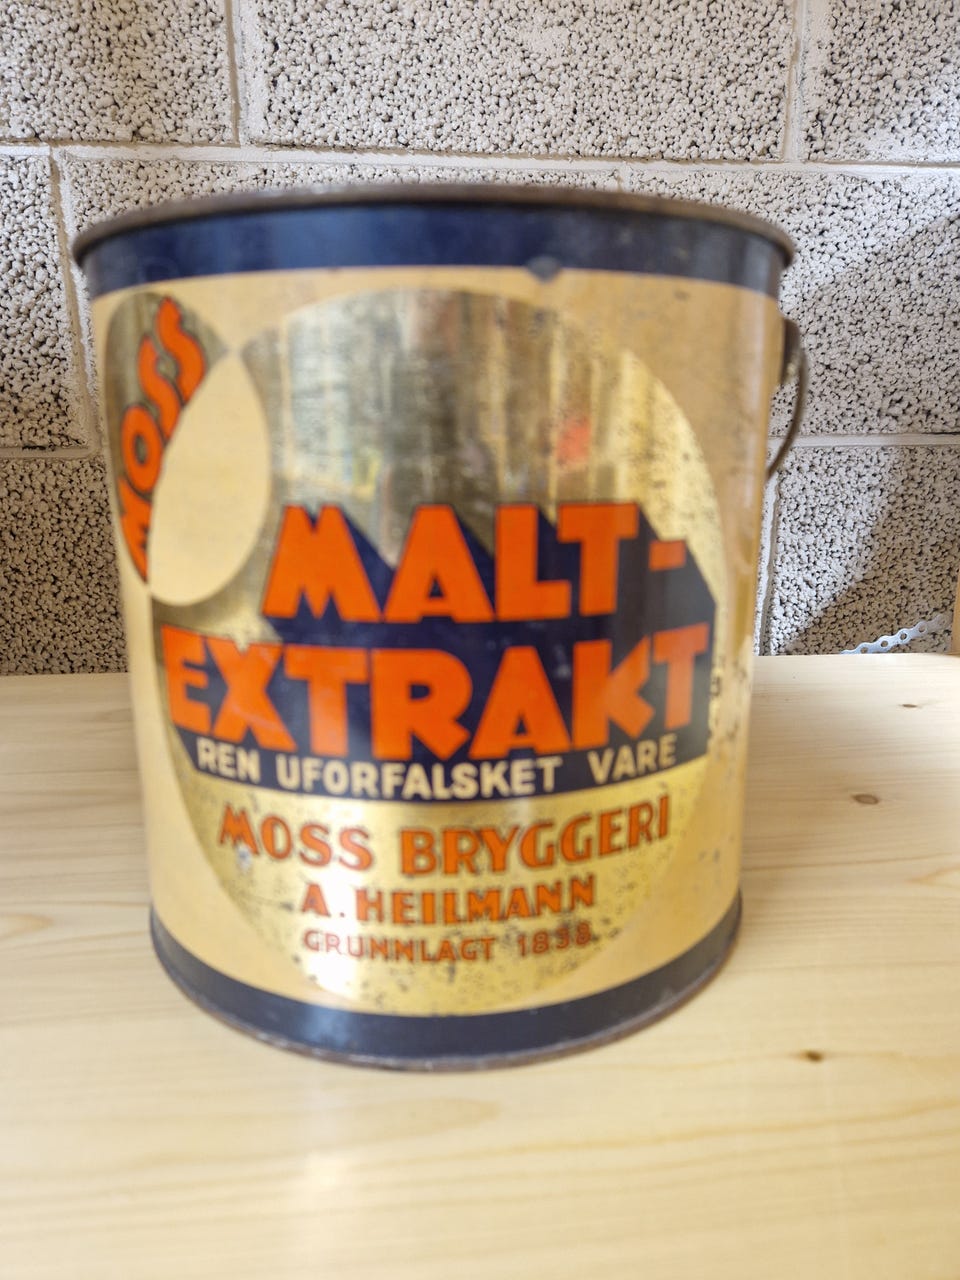 MOSS
MALT-
EXTRAKT
REN UFORFALSKET VARE
MOSS BRYGGERI
A. HEILMANN
GRUNNLAGT 1898.